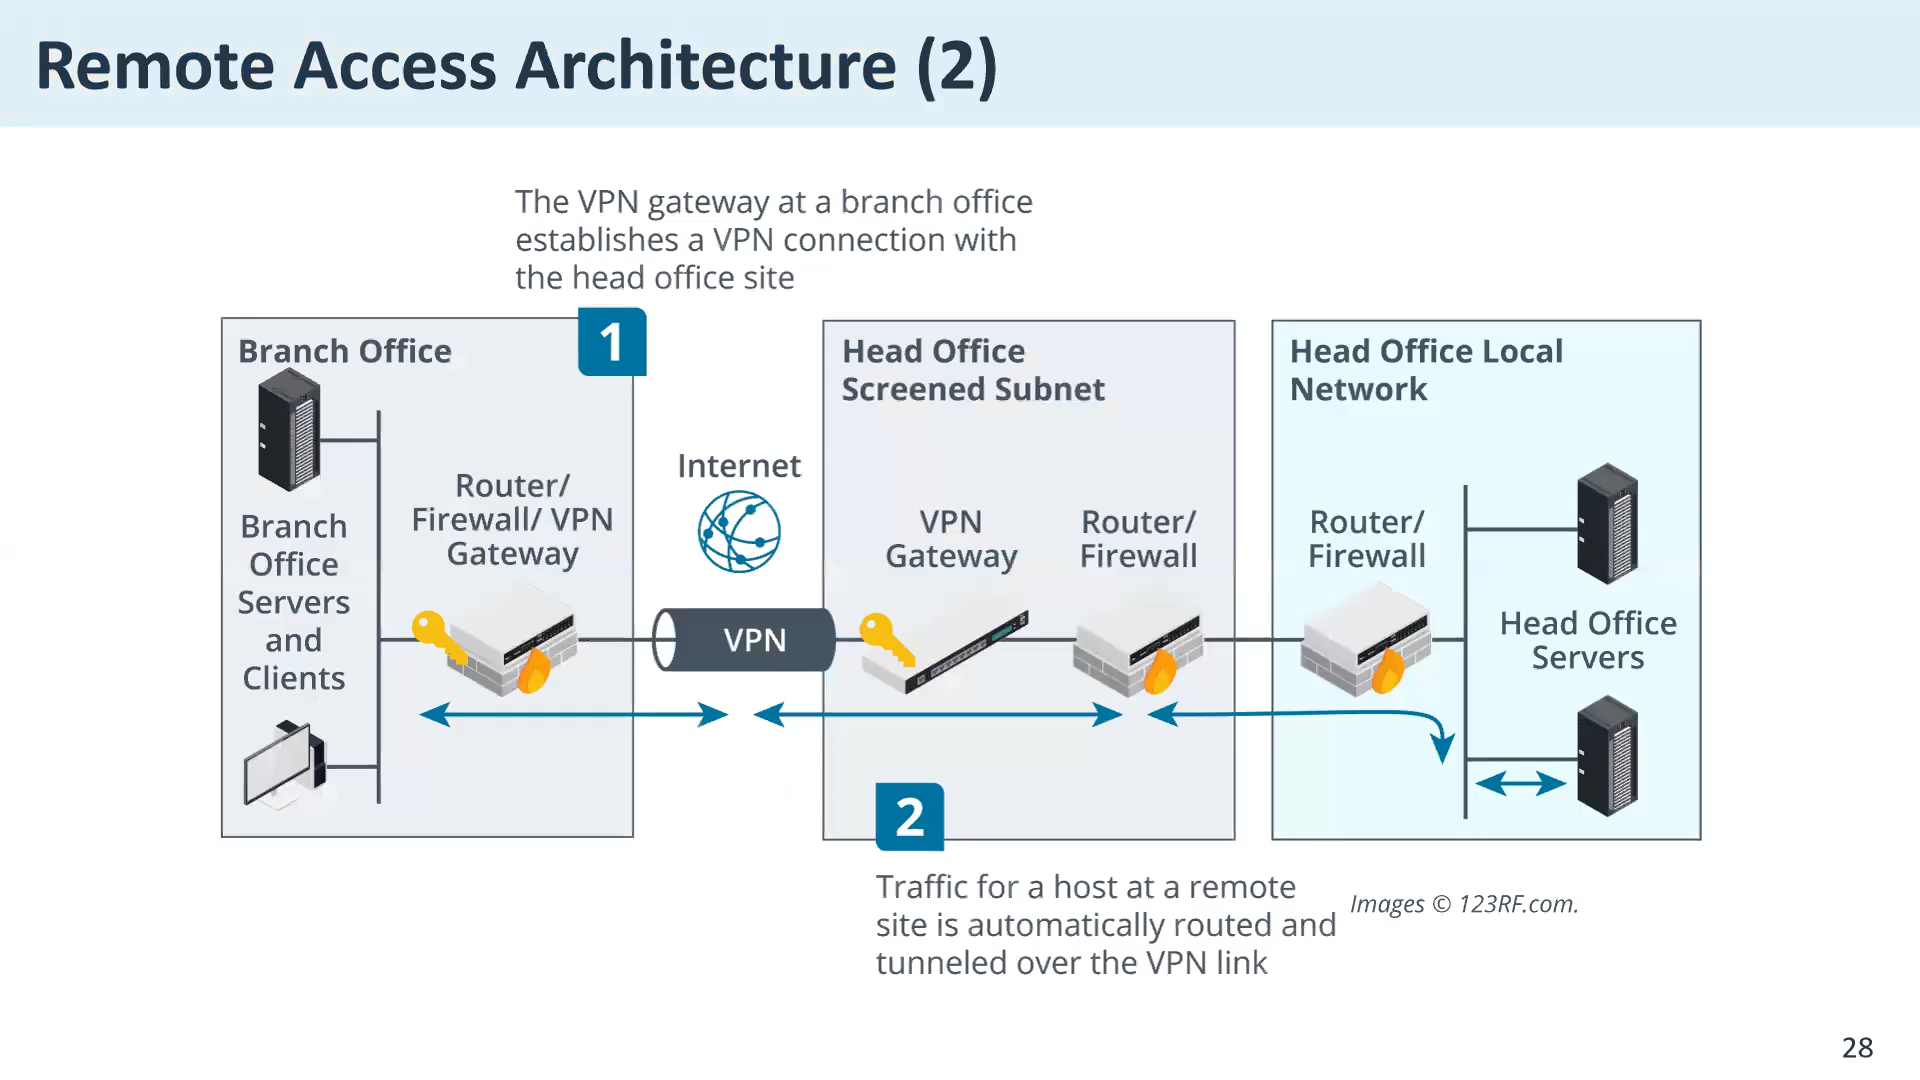 Remote Access Architecture (2)
The VPN gateway at a branch office
establishes a VPN connection with
the head office site
1
Branch Office
Branch
Office
Servers
and
Clients
Router/
Firewall/ VPN
Gateway
Internet
VPN
Head Office
Screened Subnet
VPN
Gateway
Router/
Firewall
Head Office Local
Network
Router/
Firewall
Head Office
Servers
2
Traffic for a host at a remote
site is automatically routed and
tunneled over the VPN link
Images © 123RF.com.
28